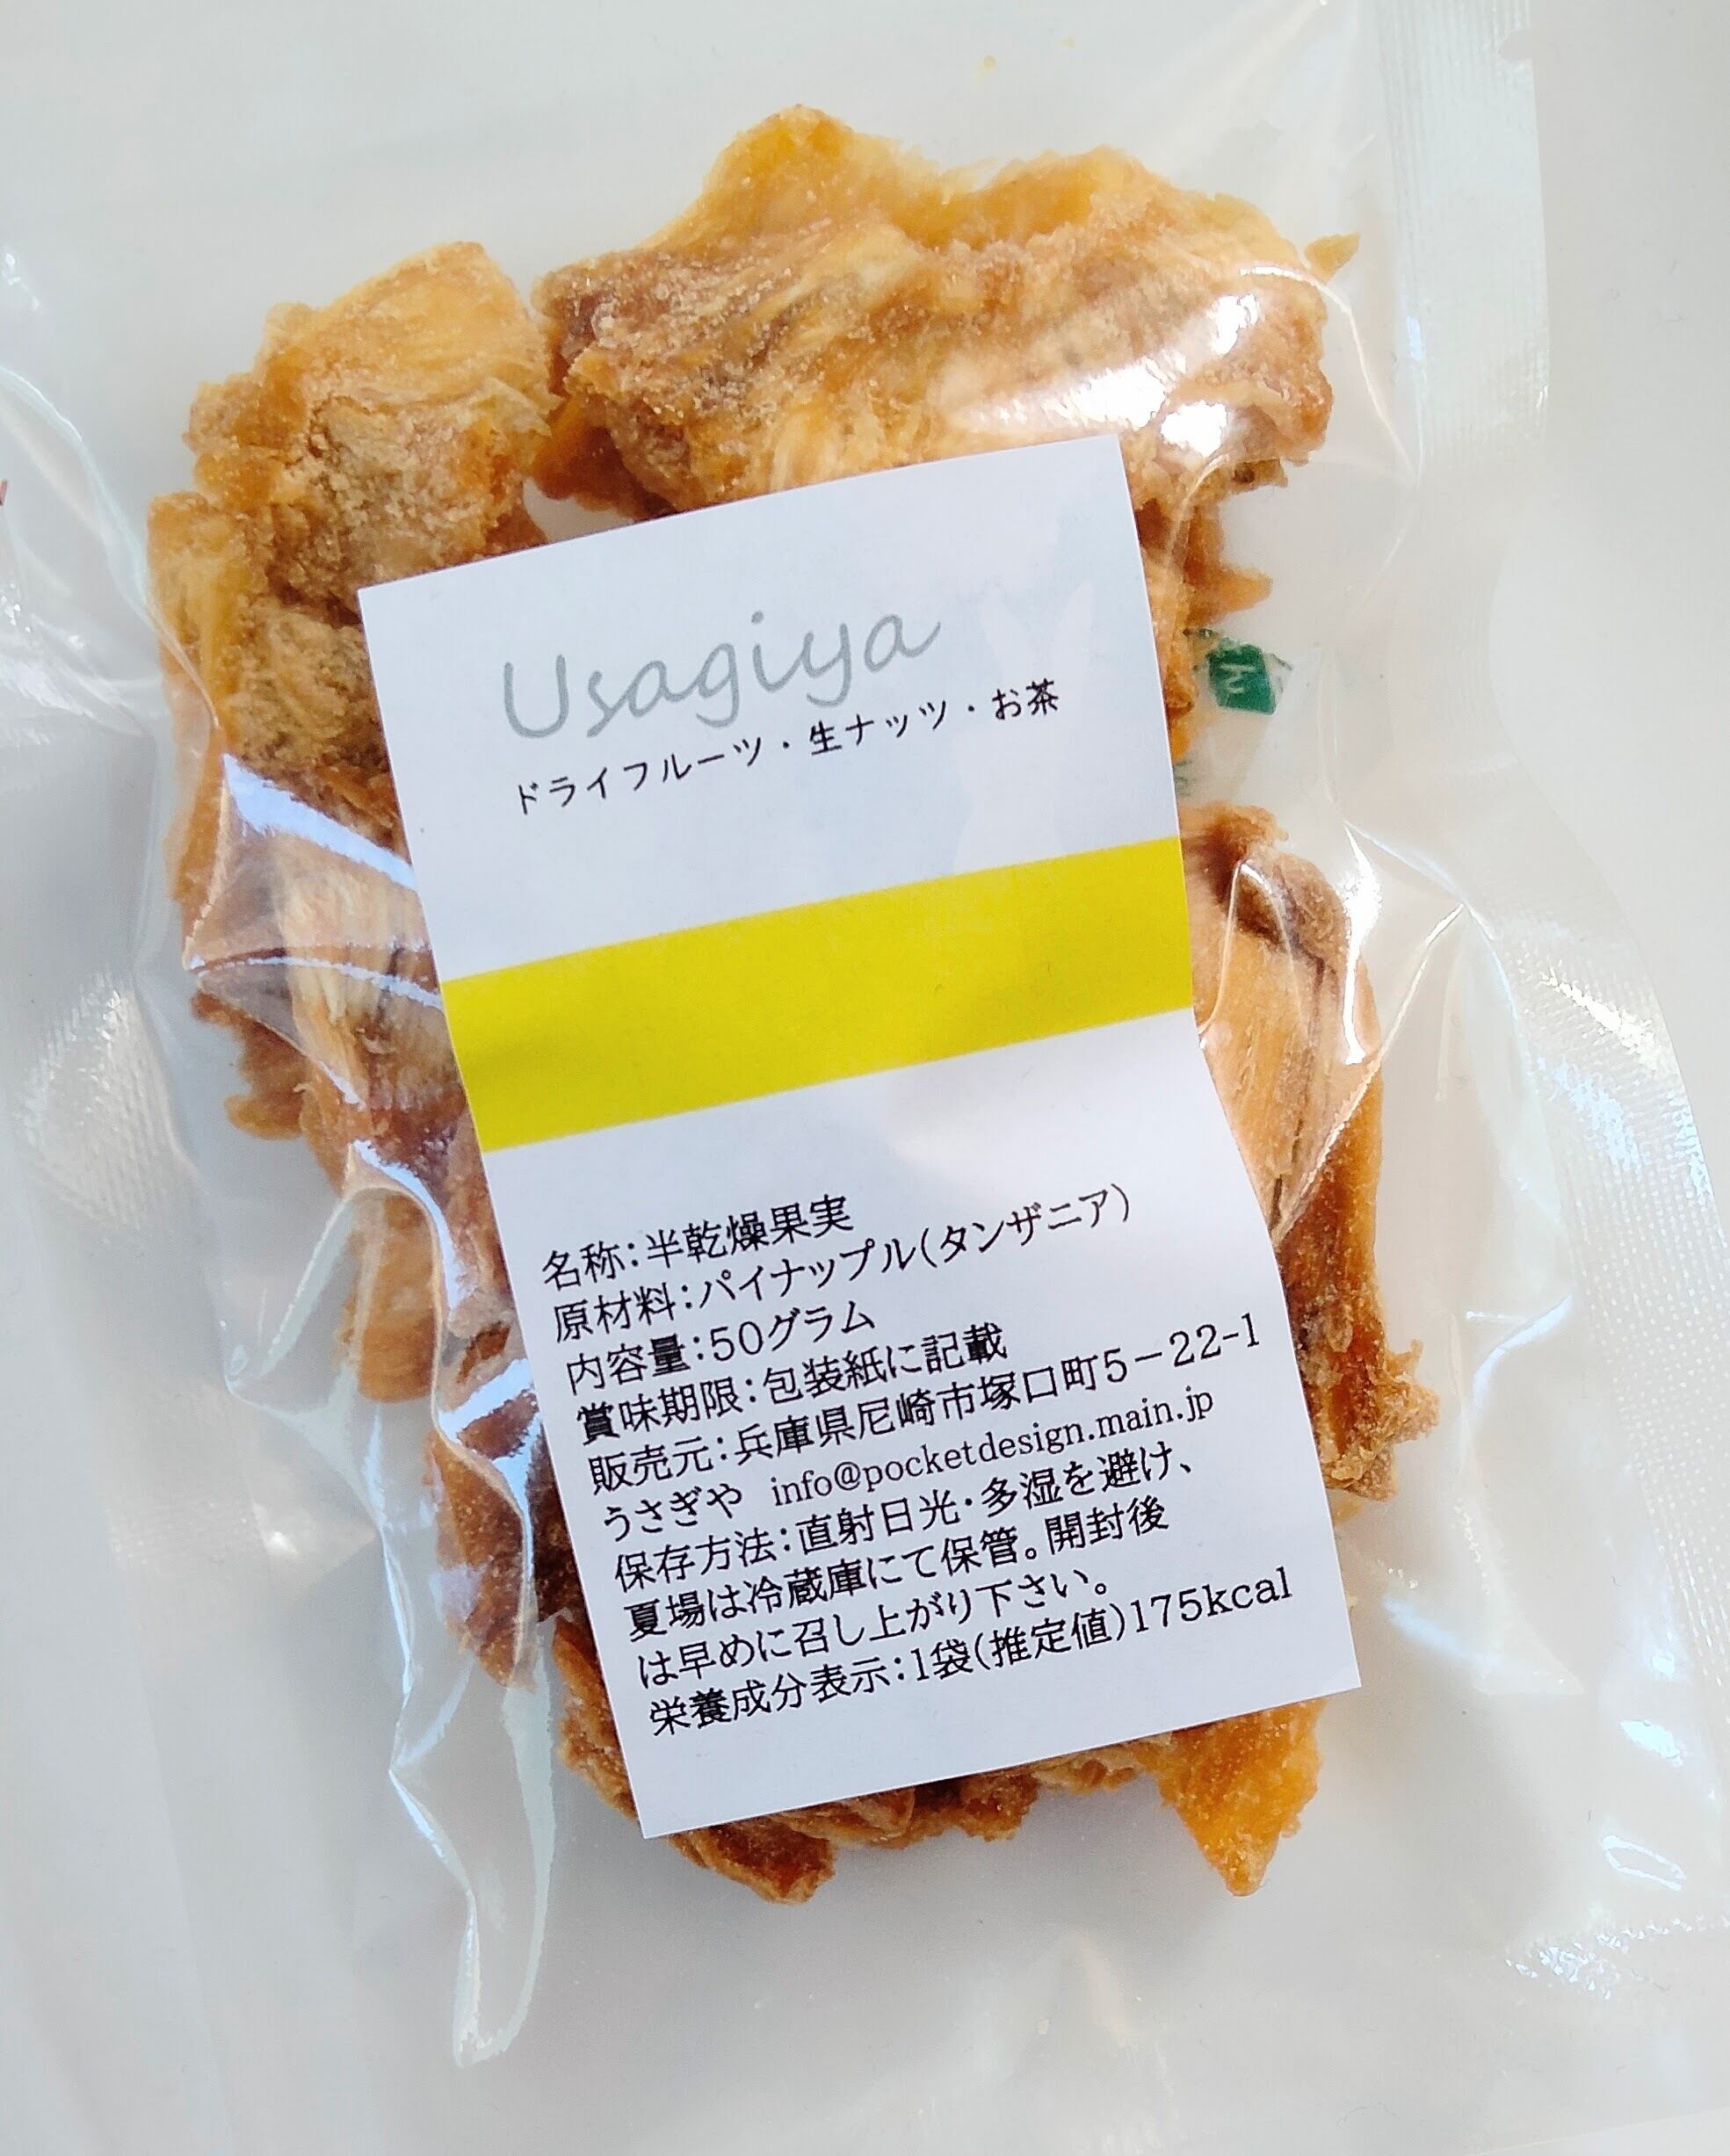 Usagiya
ドライフルーツ・生ナッツ・お茶
名称：半乾燥果実
原材料：パイナップル（タンザニア）
内容量：50グラム
賞味期限：包装紙に記載
販売元：兵庫県尼崎市塚口町5－22-1
うさぎや info@pocketdesign.main.jp
保存方法：直射日光・多湿を避け、
夏場は冷蔵庫にて保管。開封後
は早めに召し上がり下さい。
栄養成分表示：1袋（推定値）175kcal